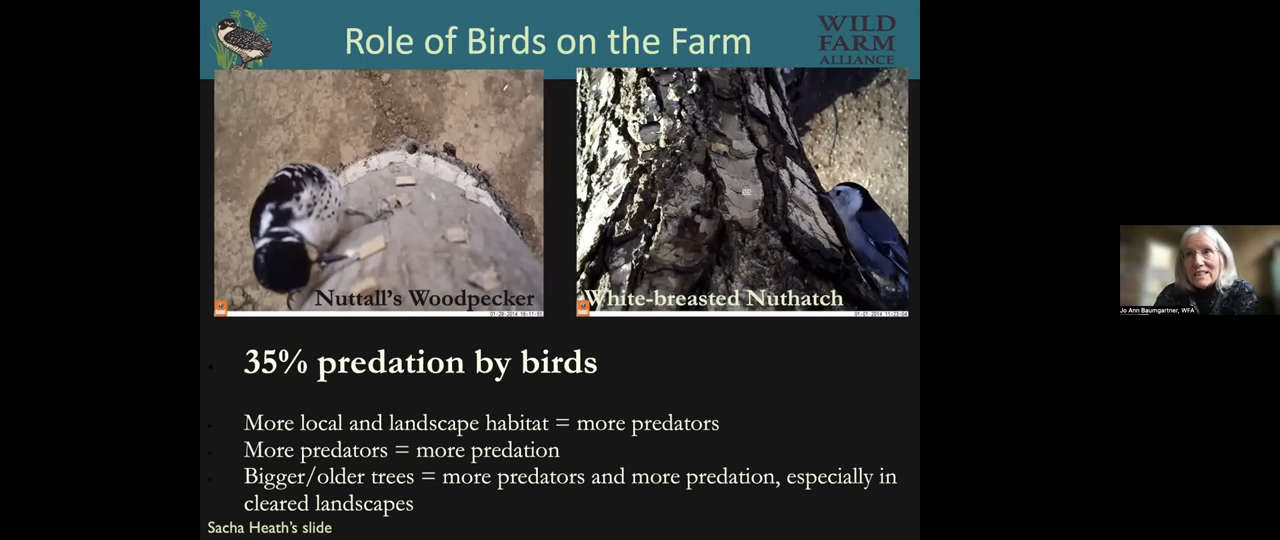 Role of Birds on the Farm
WILD
FARM
ALLIANCE
Nuttall's Woodpecker
White-breasted Nuthatch
35% predation by birds
More local and landscape habitat = more predators
More predators = more predation
Bigger/older trees = more predators and more predation, especially in
cleared landscapes
Sacha Heath's slide
Jo Ann Baumgartner, WFA